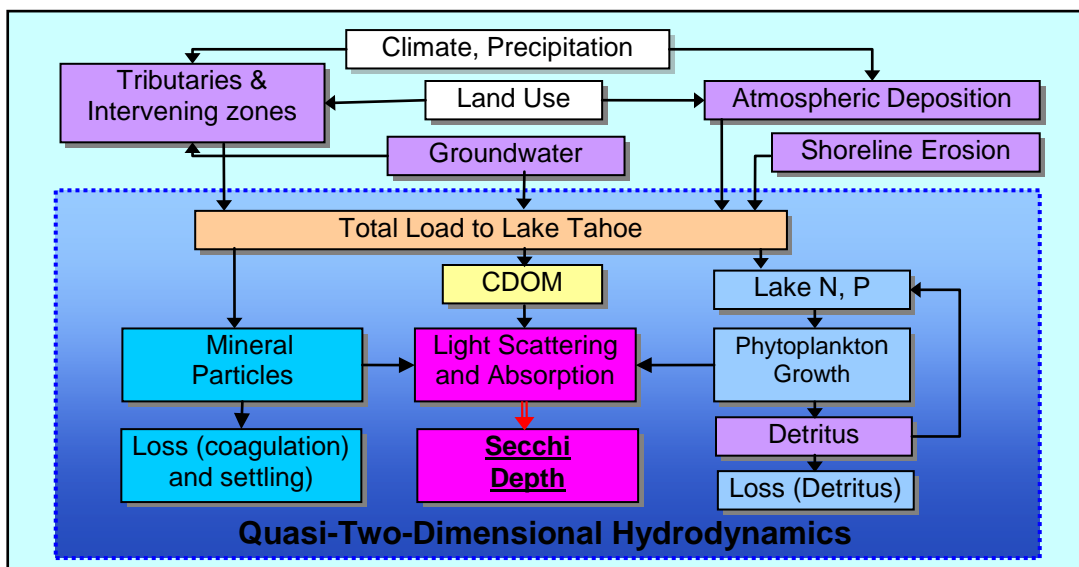 Climate, Precipitation
Tributaries &
Intervening zones
Land Use
Atmospheric Deposition
Groundwater
Shoreline Erosion
Total Load to Lake Tahoe
CDOM
Lake N, P
Mineral
Particles
Light Scattering
and Absorption
Phytoplankton
Growth
Loss (coagulation)
and settling)
Secchi
Depth
Detritus
Loss (Detritus)
Quasi-Two-Dimensional Hydrodynamics